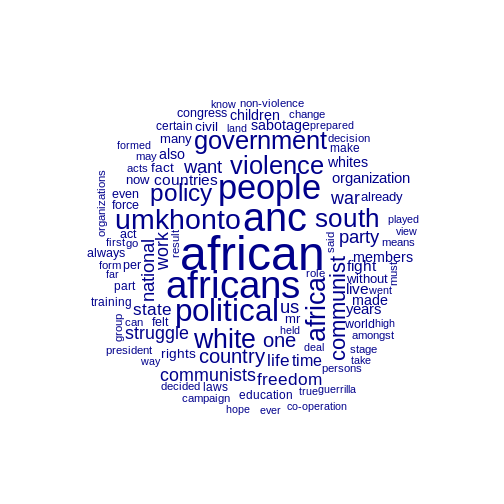 know non-violence
congress children change
certain civil land sabotage prepared
many government decision
formed make
may also want violence whites
acts fact
now countries policy people organization
organizations even war already
force umkhonto anc south played
act said view
first go african party means
always national work result members
form per africans fight
far role without must
part political us africa communist live went
training state mr made
group can felt struggle white one held years
world high
president rights country deal amongst
way life time stage
communists freedom take
persons
decided laws education true guerrilla
campaign
hope ever co-operation